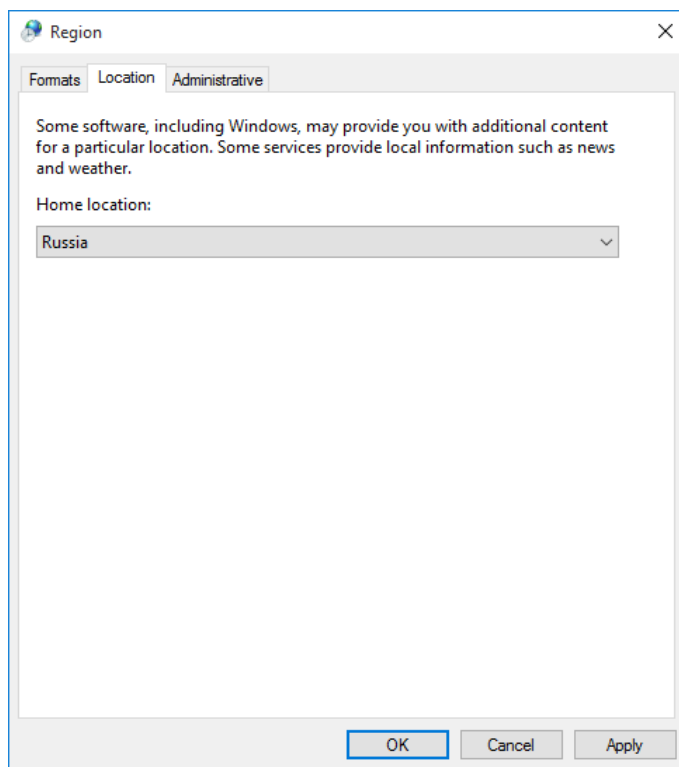 Region
Formats Location Administrative
Some software, including Windows, may provide you with additional content
for a particular location. Some services provide local information such as news
and weather.
Home location:
Russia
OK Cancel Apply